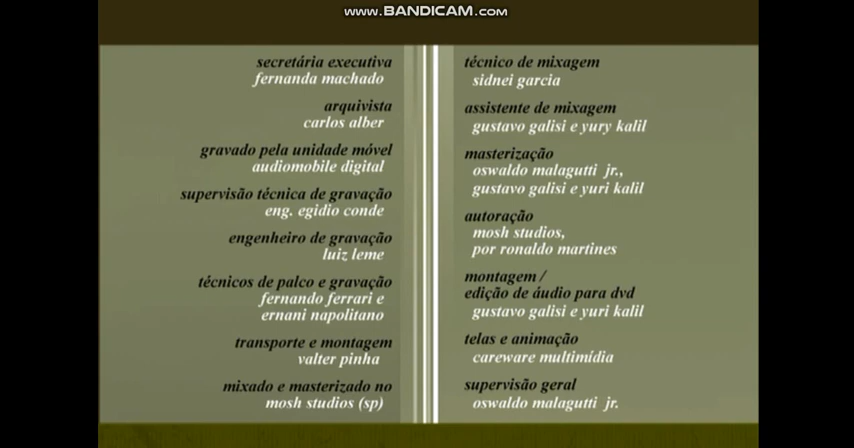 www.BANDICAM.com
secretária executiva
fernanda machado
arquivista
carlos alber
gravado pela unidade móvel
audiomobile digital
supervisão técnica de gravação
eng. egidio conde
engenheiro de gravação
luiz leme
técnicos de palco e gravação
fernando ferrari e
ernani napolitano
transporte e montagem
valter pinha
mixado e masterizado no
mosh studios (sp)
técnico de mixagem
sidnei garcia
assistente de mixagem
gustavo galisi e yury kalil
masterização
oswaldo malagutti jr.,
gustavo galisi e yuri kalil
autoração
mosh studios,
por ronaldo martines
montagem /
edição de áudio para dvd
gustavo galisi e yuri kalil
telas e animação
careware multimídia
supervisão geral
oswaldo malagutti jr.